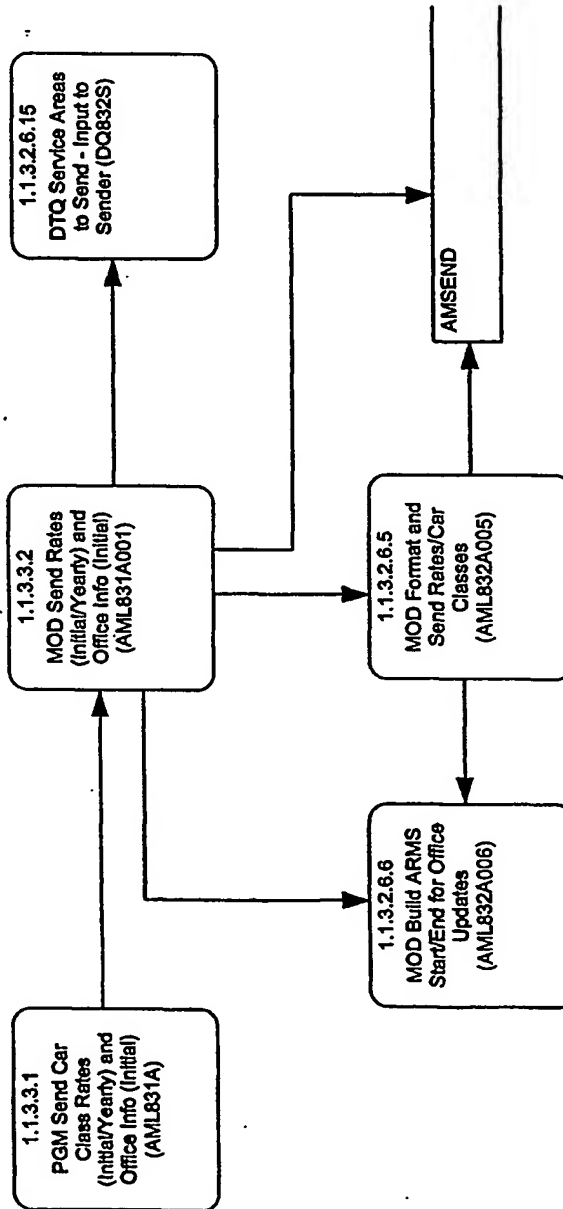 1.1.3.3.1
PGM Send Car
Class Rates
(Initial/Yearly) and
Office Info (Initial)
(AML831A)
1.1.3.3.2
MOD Send Rates
(Initial/Yearly) and
Office Info (Initial)
(AML831A001)
1.1.3.2.6.15
DTQ Service Areas
to Send - Input to
Sender (DQ832S)
1.1.3.2.6.6
MOD Build ARMS
Start/End for Office
Updates
(AML832A006)
1.1.3.2.6.5
MOD Format and
Send Rates/Car
Classes
(AML832A005)
AMSEND